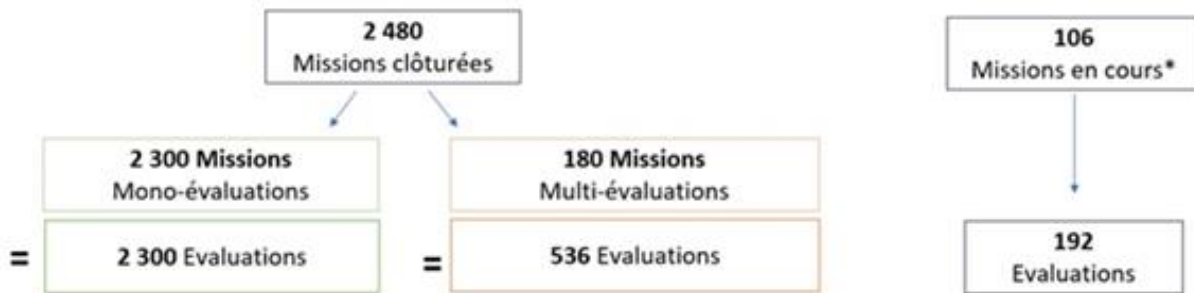 2 480
Missions clôturées
106
Missions en cours*
2 300 Missions
Mono-évaluations
180 Missions
Multi-évaluations
= 2 300 Evaluations
= 536 Evaluations
192
Evaluations